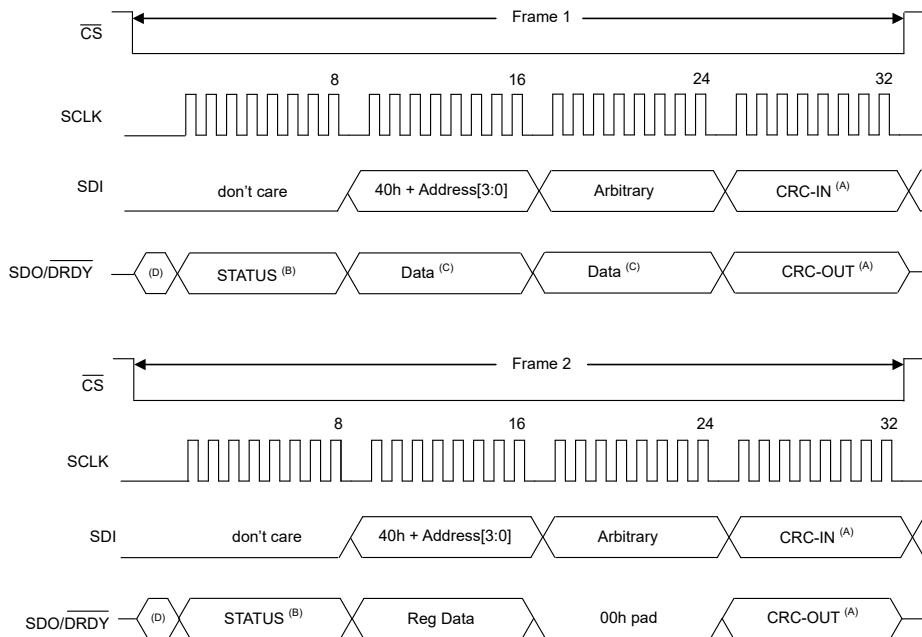 Frame 1
CS
8 16 24 32
SCLK
SDI don't care 40h + Address[3:0] Arbitrary CRC-IN (A)
SDO/DRDY (D) STATUS (B) Data (C) Data (C) CRC-OUT (A)
Frame 2
CS
8 16 24 32
SCLK
SDI don't care 40h + Address[3:0] Arbitrary CRC-IN (A)
SDO/DRDY (D) STATUS (B) Reg Data 00h pad CRC-OUT (A)